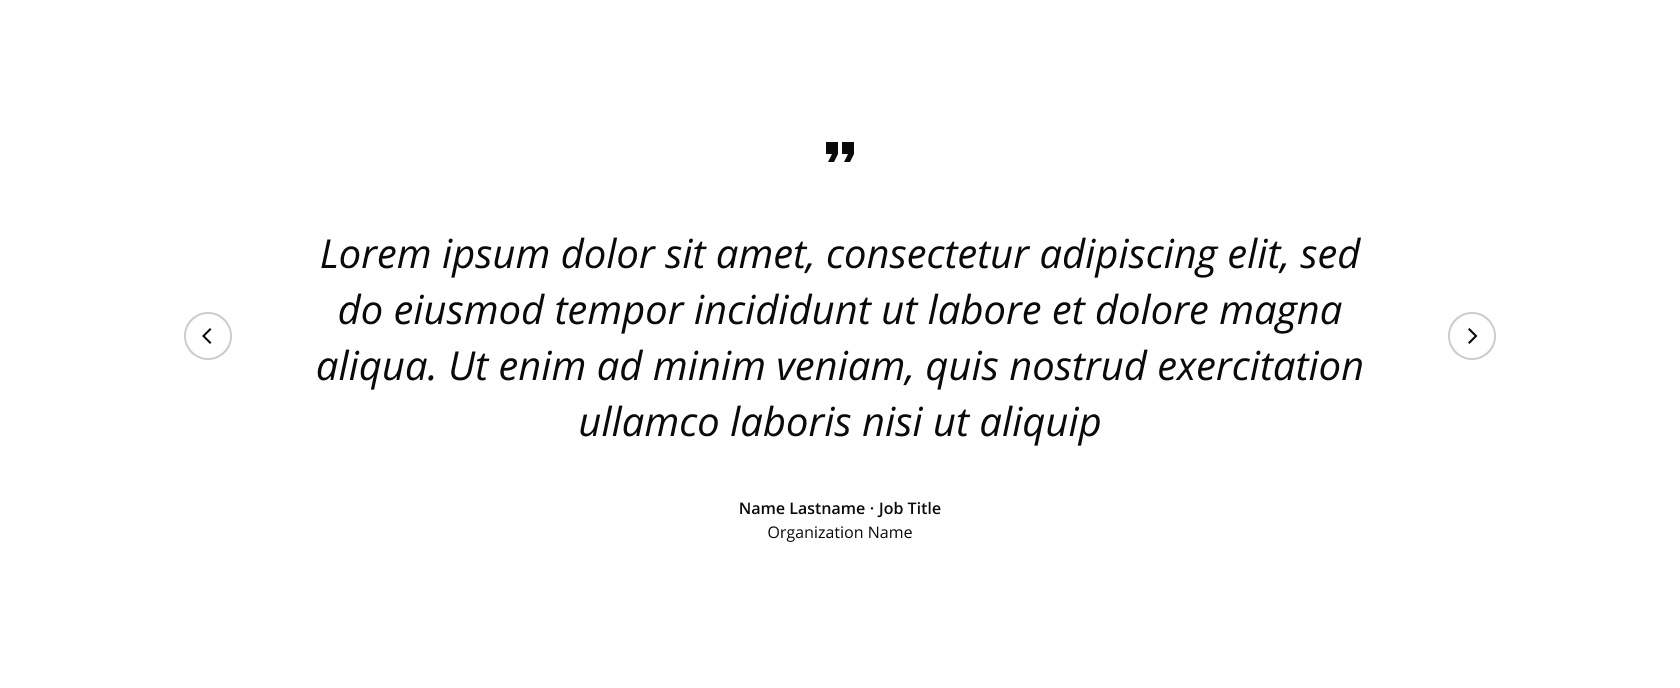 ”
Lorem ipsum dolor sit amet, consectetur adipiscing elit, sed
do eiusmod tempor incididunt ut labore et dolore magna
aliqua. Ut enim ad minim veniam, quis nostrud exercitation
ullamco laboris nisi ut aliquip
Name Lastname · Job Title
Organization Name